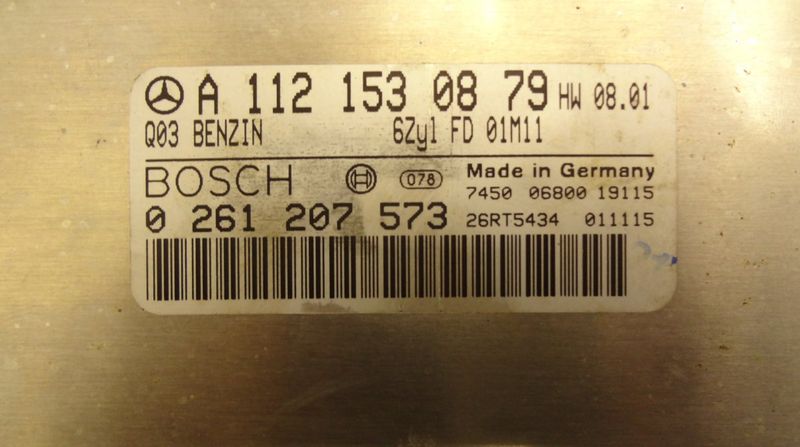 A 112 153 08 79 HW 08.01
Q03 BENZIN 6Zyl FD 01M11
BOSCH 078 Made in Germany
7450 06800 19115
0 261 207 573 26RT5434 011115